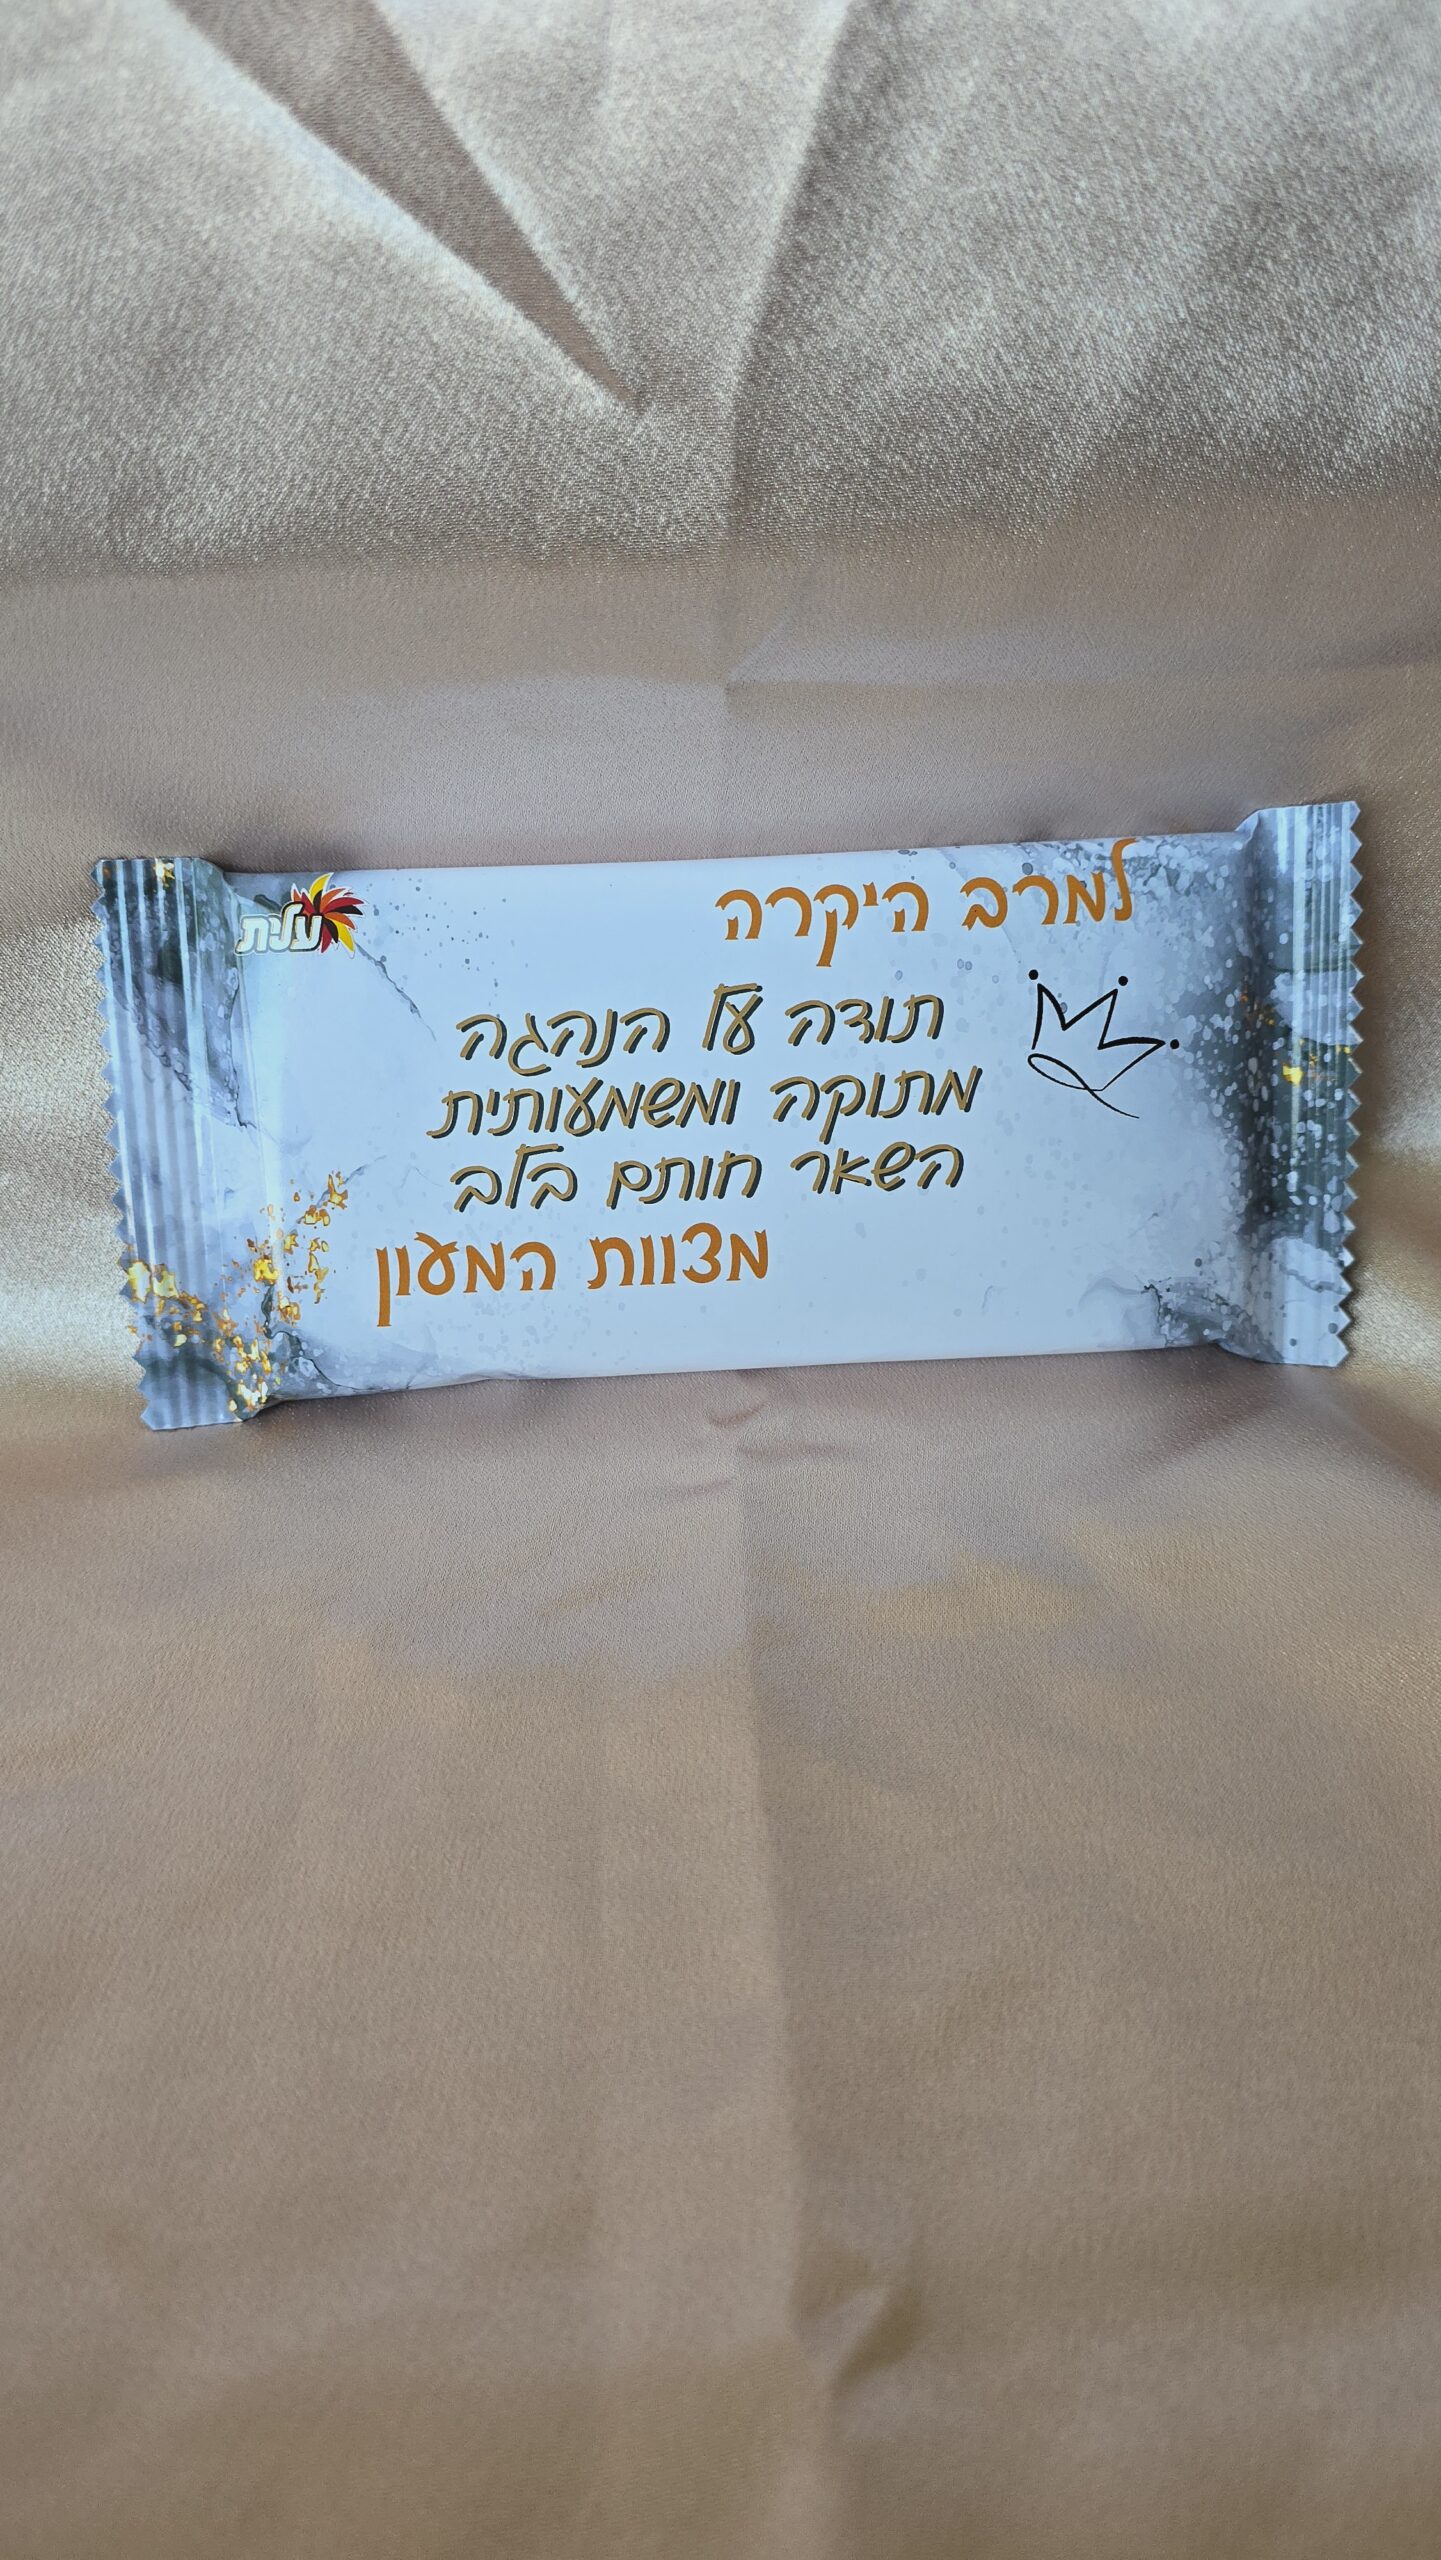 עלית
למרב היקרה
תודה על הנהגה
מתוקה ומשמעותית
השאר חותם בלב
מצוות המעון